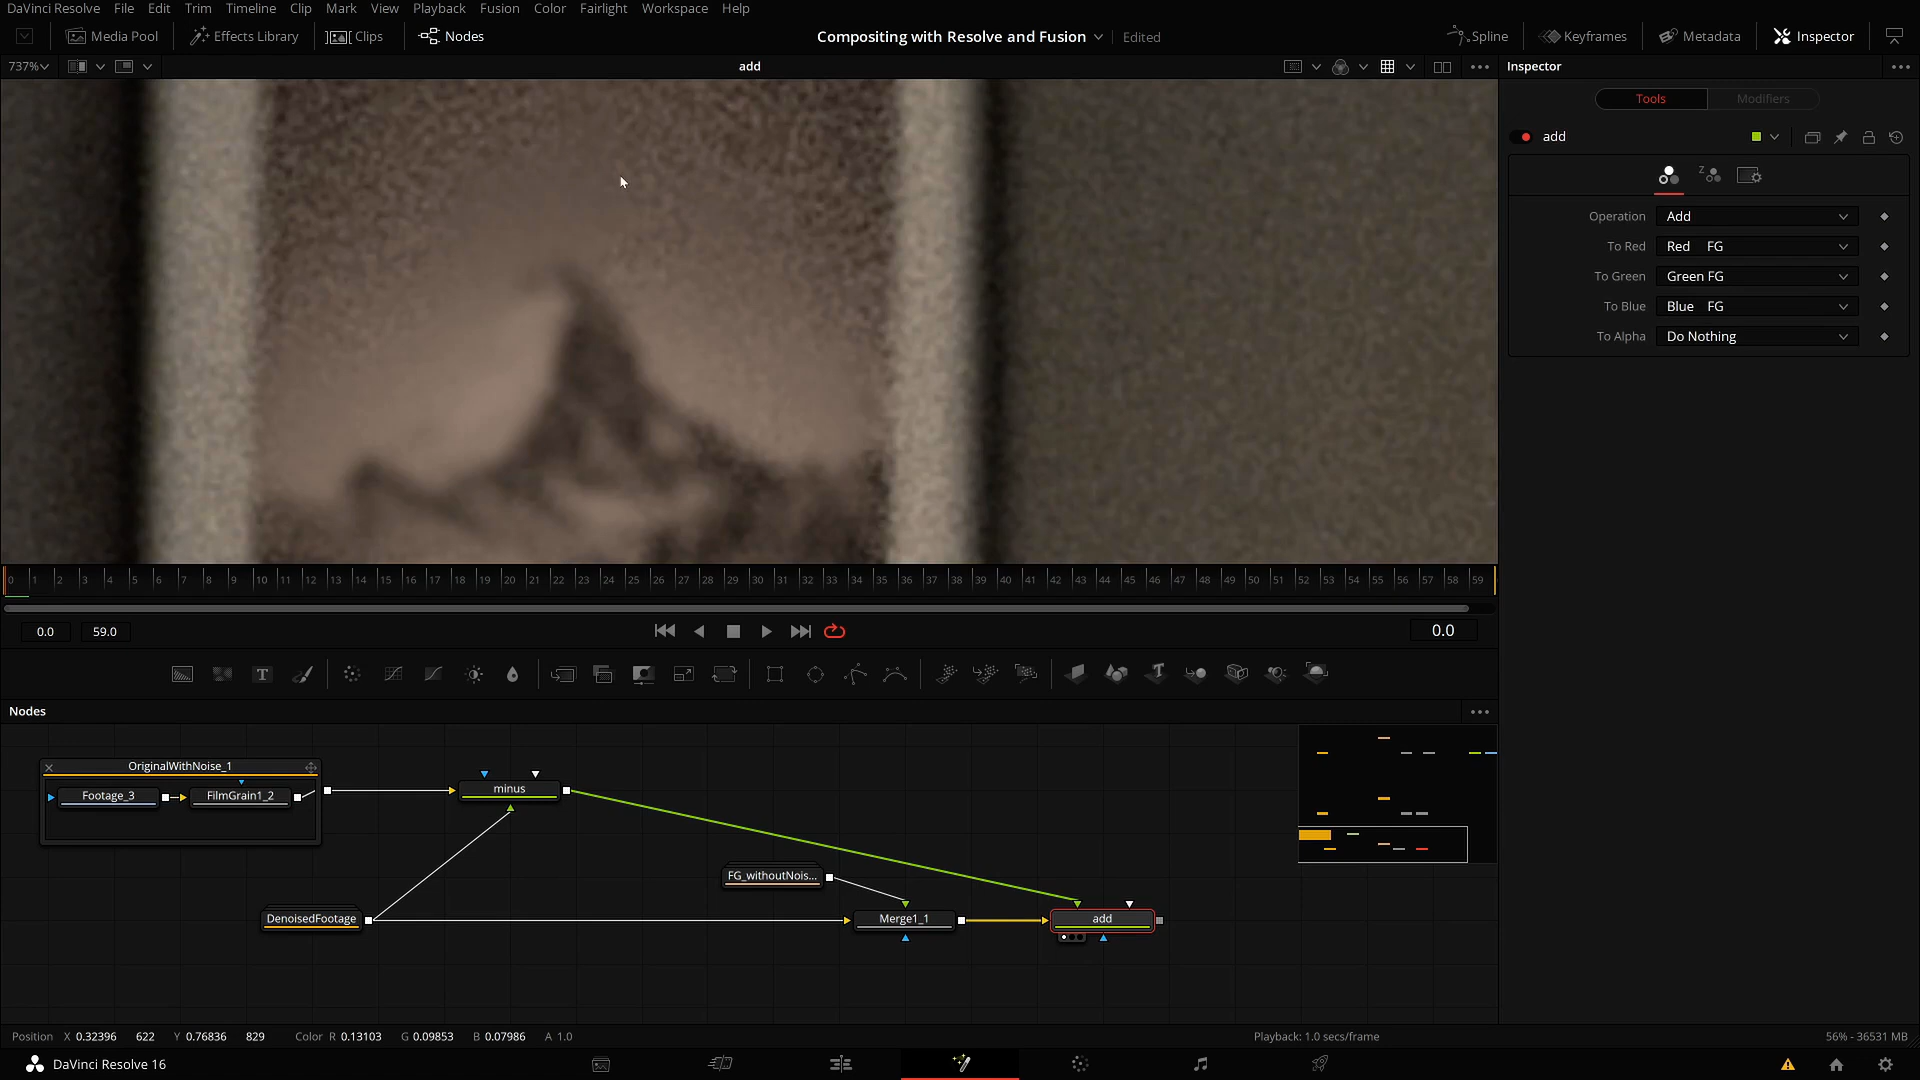 DaVinci Resolve File Edit Trim Timeline Clip Mark View Playback Fusion Color Fairlight Workspace Help
Media Pool Effects Library Clips Nodes Compositing with Resolve and Fusion Edited Spline Keyframes Metadata Inspector
737% add Inspector
Tools Modifiers
add
Operation Add
To Red Red FG
To Green Green FG
To Blue Blue FG
To Alpha Do Nothing
0 1 2 3 4 5 6 7 8 9 10 11 12 13 14 15 16 17 18 19 20 21 22 23 24 25 26 27 28 29 30 31 32 33 34 35 36 37 38 39 40 41 42 43 44 45 46 47 48 49 50 51 52 53 54 55 56 57 58 59
0.0 59.0 0.0
Nodes
OriginalWithNoise_1
Footage_3 FilmGrain1_2
minus
FG_withoutNois...
DenoisedFootage Merge1_1 add
Position X 0.32396 622 Y 0.76836 829 Color R 0.13103 G 0.09853 B 0.07986 A 1.0 Playback: 1.0 secs/frame 56% - 36531 MB
DaVinci Resolve 16